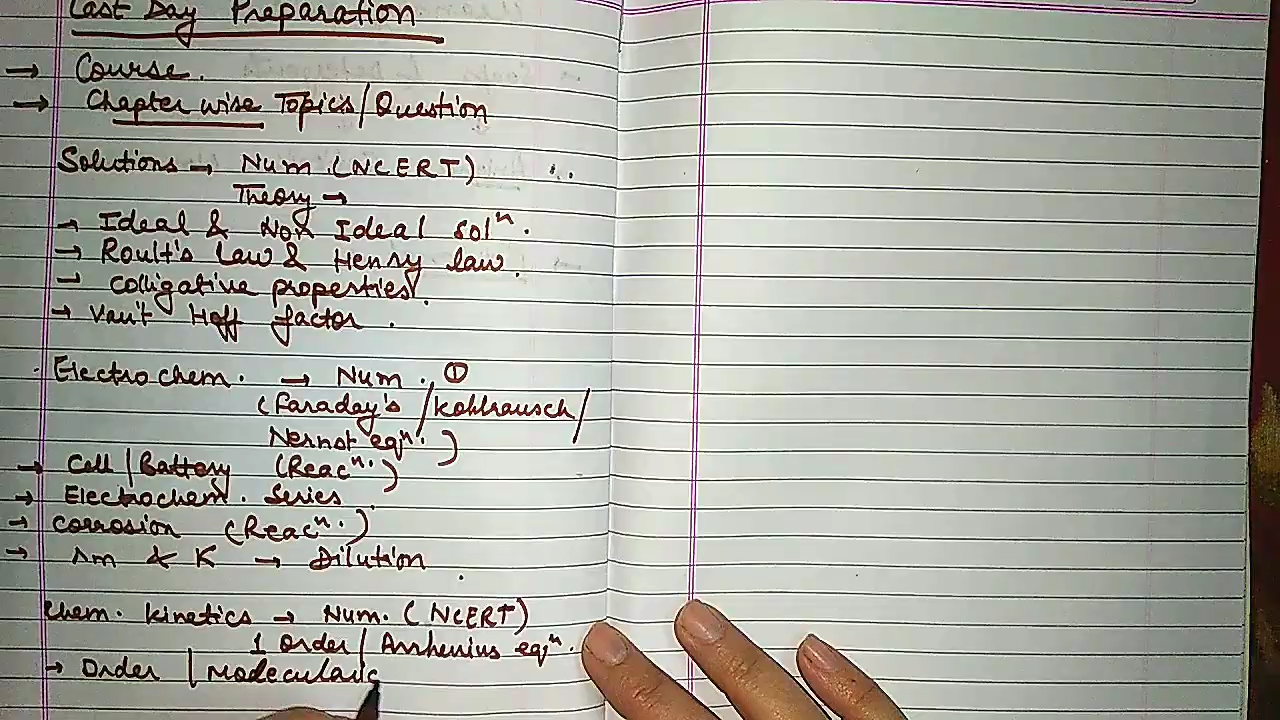 Last Day Preparation
→ Course.
→ Chapter wise Topics/Question
Solutions → Num. (NCERT)
Theory →
→ Ideal & Non Ideal solⁿ.
→ Roult's Law & Henry law.
→ Colligative properties.
→ Van't Hoff factor.
Electrochem. → Num. ①
(Faraday's / Kohlrausch /
Nernst eqⁿ.)
→ Cell / Battery (Reacⁿ.)
→ Electrochem. Series
→ Corrosion (Reacⁿ.)
→ Λm & K → Dilution
Chem. Kinetics → Num. (NCERT)
1 Order / Arrhenius eqⁿ.
→ Order /